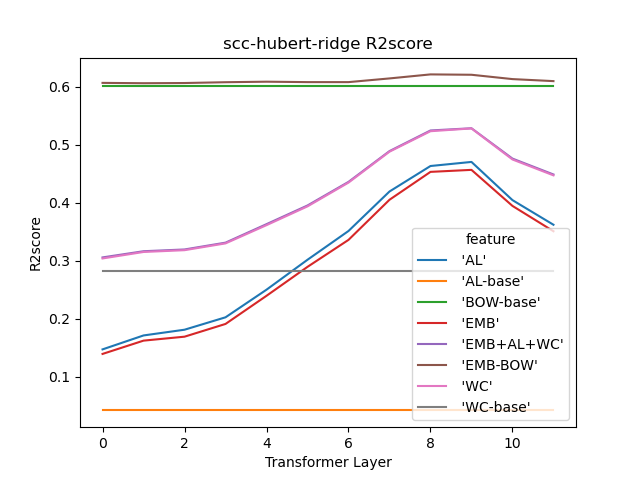 scc-hubert-ridge R2score
R2score
0.6
0.5
0.4
0.3
0.2
0.1
0 2 4 6 8 10
Transformer Layer
feature
'AL'
'AL-base'
'BOW-base'
'EMB'
'EMB+AL+WC'
'EMB-BOW'
'WC'
'WC-base'